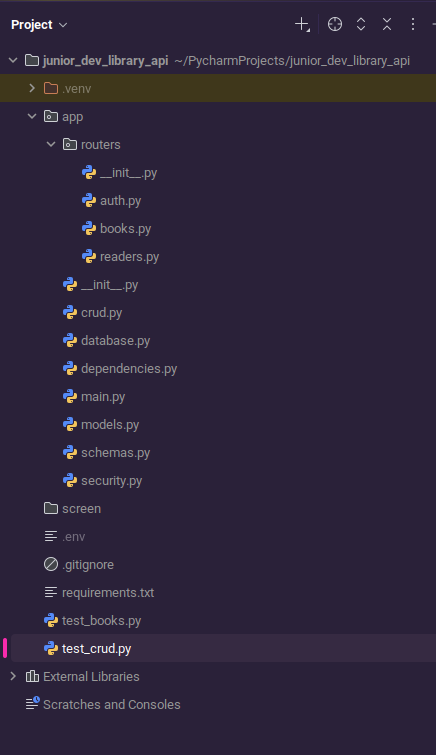 Project
junior_dev_library_api ~/PycharmProjects/junior_dev_library_api
.venv
app
routers
__init__.py
auth.py
books.py
readers.py
__init__.py
crud.py
database.py
dependencies.py
main.py
models.py
schemas.py
security.py
screen
.env
.gitignore
requirements.txt
test_books.py
test_crud.py
External Libraries
Scratches and Consoles